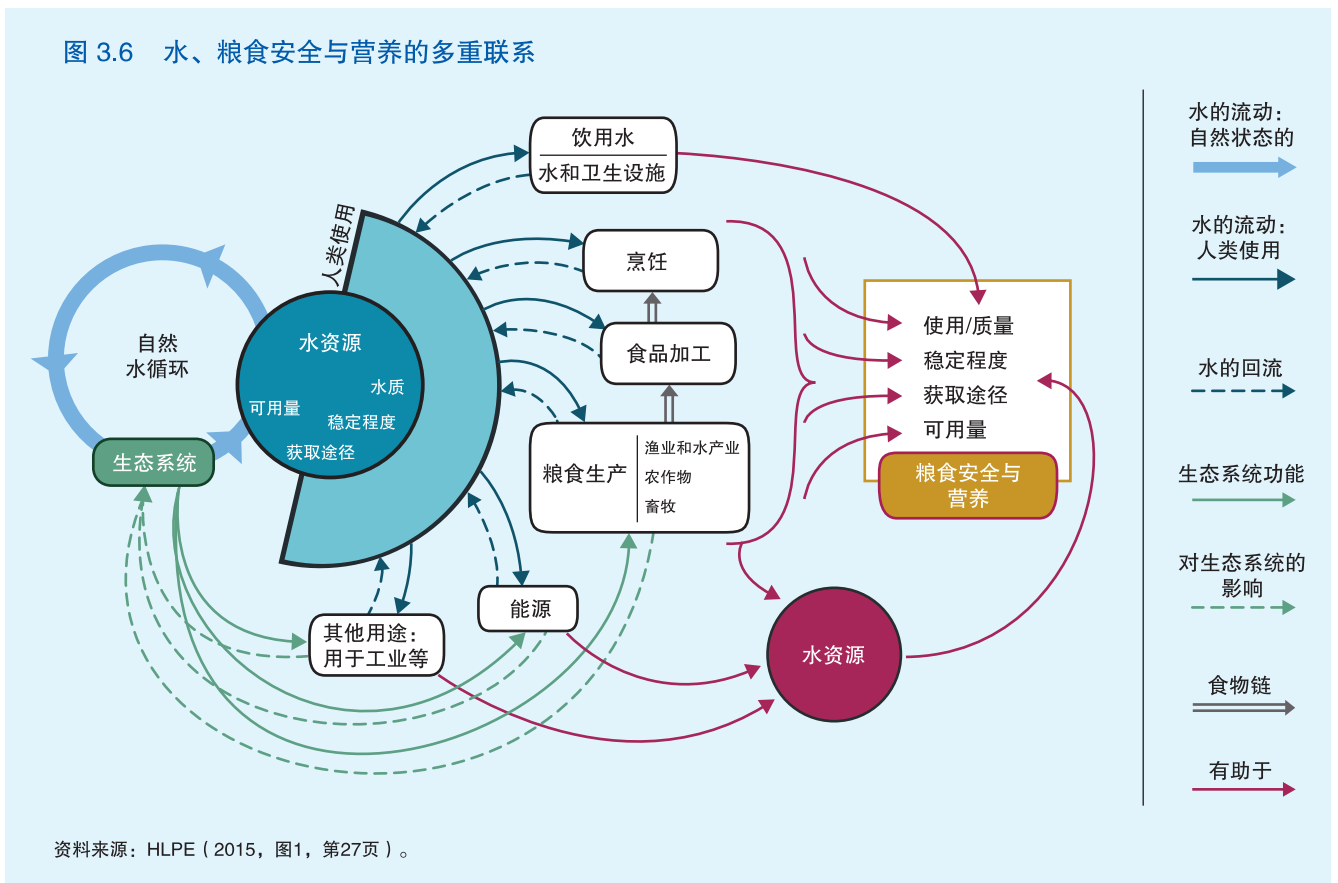 图 3.6 水、粮食安全与营养的多重联系
饮用水
水和卫生设施
人类使用
烹饪
自然
水循环
水资源
水质
可用量
稳定程度
获取途径
食品加工
生态系统
粮食生产
渔业和水产业
农作物
畜牧
使用/质量
稳定程度
获取途径
可用量
粮食安全与
营养
能源
其他用途：
用于工业等
水资源
水的流动：
自然状态的
水的流动：
人类使用
水的回流
生态系统功能
对生态系统的
影响
食物链
有助于
资料来源：HLPE（2015，图1，第27页）。